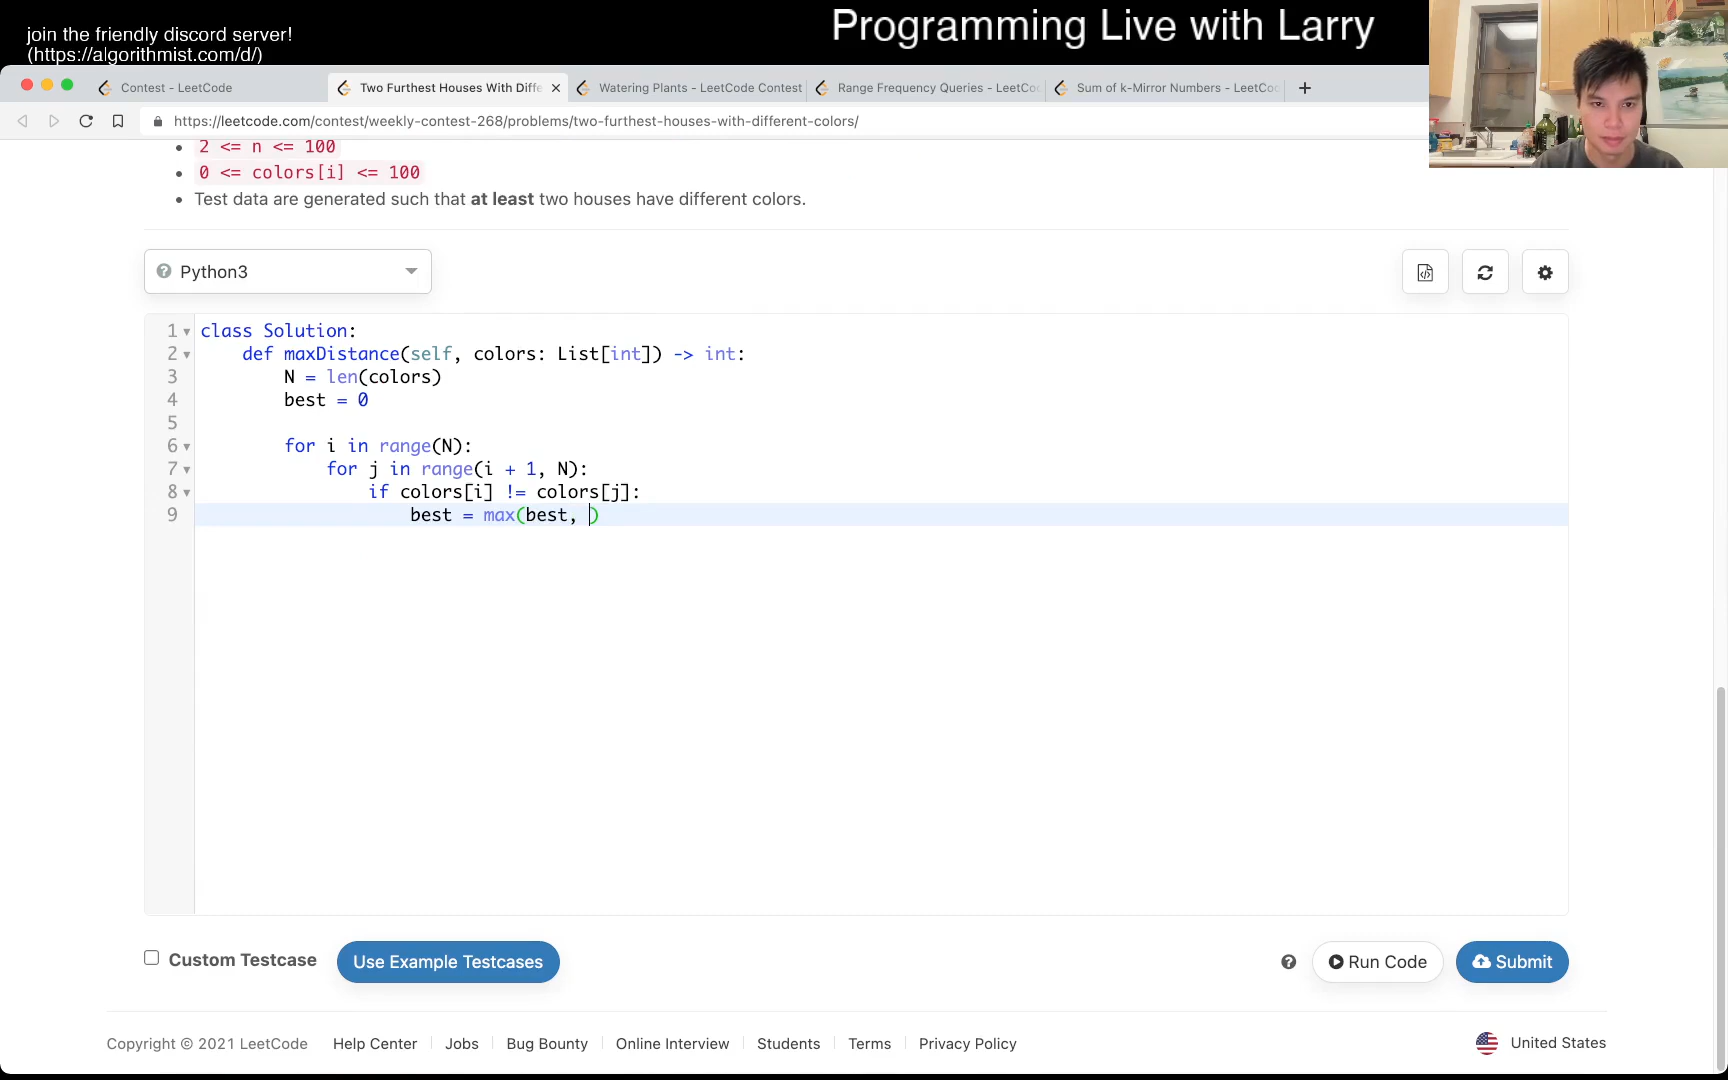 join the friendly discord server!
(https://algorithmist.com/d/)
Programming Live with Larry
Contest - LeetCode
Two Furthest Houses With Diffe
Watering Plants - LeetCode Contest
Range Frequency Queries - LeetCo
Sum of k-Mirror Numbers - LeetCo
https://leetcode.com/contest/weekly-contest-268/problems/two-furthest-houses-with-different-colors/
2 <= n <= 100
0 <= colors[i] <= 100
Test data are generated such that at least two houses have different colors.
Python3
1 class Solution:
2 def maxDistance(self, colors: List[int]) -> int:
3 N = len(colors)
4 best = 0
5
6 for i in range(N):
7 for j in range(i + 1, N):
8 if colors[i] != colors[j]:
9 best = max(best, )
Custom Testcase
Use Example Testcases
Run Code
Submit
Copyright © 2021 LeetCode
Help Center
Jobs
Bug Bounty
Online Interview
Students
Terms
Privacy Policy
United States